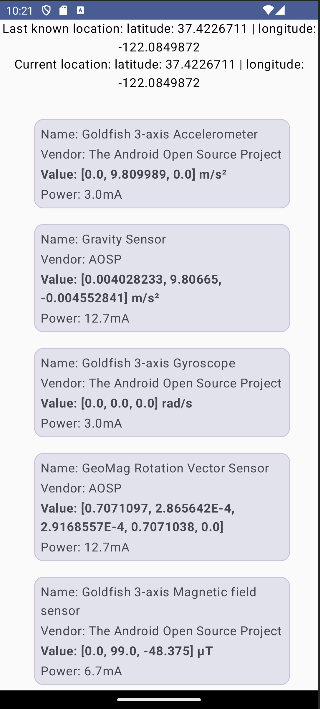 10:21
Last known location: latitude: 37.4226711 | longitude:
-122.0849872
Current location: latitude: 37.4226711 | longitude:
-122.0849872
Name: Goldfish 3-axis Accelerometer
Vendor: The Android Open Source Project
Value: [0.0, 9.809989, 0.0] m/s²
Power: 3.0mA
Name: Gravity Sensor
Vendor: AOSP
Value: [0.004028233, 9.80665,
-0.004552841] m/s²
Power: 12.7mA
Name: Goldfish 3-axis Gyroscope
Vendor: The Android Open Source Project
Value: [0.0, 0.0, 0.0] rad/s
Power: 3.0mA
Name: GeoMag Rotation Vector Sensor
Vendor: AOSP
Value: [0.7071097, 2.865642E-4,
2.9168557E-4, 0.7071038, 0.0]
Power: 12.7mA
Name: Goldfish 3-axis Magnetic field
sensor
Vendor: The Android Open Source Project
Value: [0.0, 99.0, -48.375] μT
Power: 6.7mA